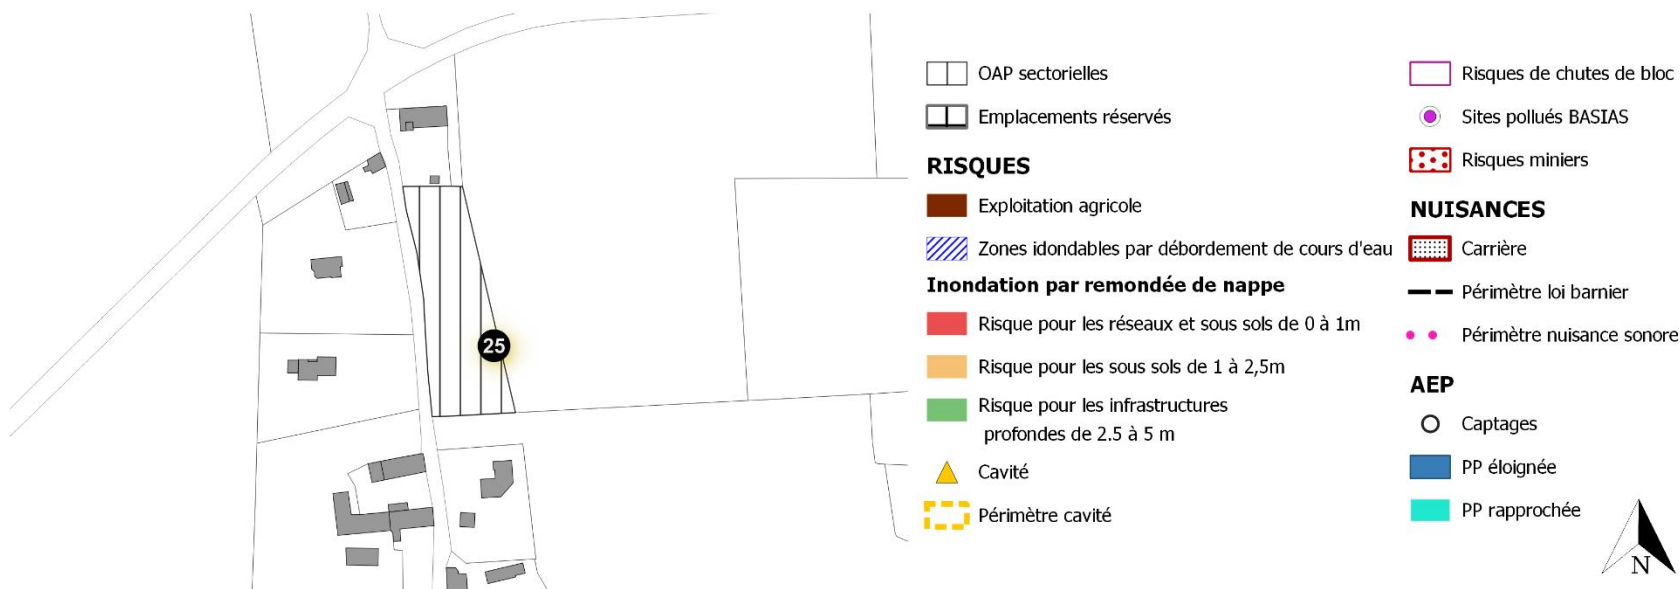 25
OAP sectorielles
Emplacements réservés
RISQUES
Exploitation agricole
Zones idondables par débordement de cours d'eau
Inondation par remondée de nappe
Risque pour les réseaux et sous sols de 0 à 1m
Risque pour les sous sols de 1 à 2,5m
Risque pour les infrastructures
profondes de 2.5 à 5 m
Cavité
Périmètre cavité
Risques de chutes de bloc
Sites pollués BASIAS
Risques miniers
NUISANCES
Carrière
Périmètre loi barnier
Périmètre nuisance sonore
AEP
Captages
PP éloignée
PP rapprochée
N